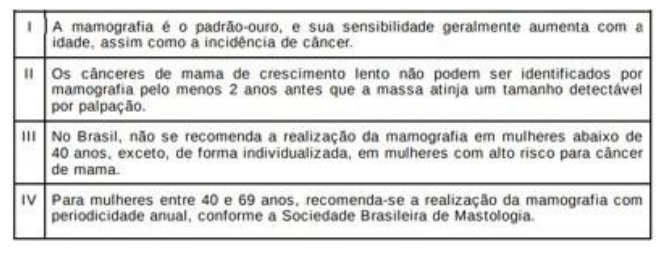 I A mamografia é o padrão-ouro, e sua sensibilidade geralmente aumenta com a
idade, assim como a incidência de câncer.
II Os cânceres de mama de crescimento lento não podem ser identificados por
mamografia pelo menos 2 anos antes que a massa atinja um tamanho detectável
por palpação.
III No Brasil, não se recomenda a realização da mamografia em mulheres abaixo de
40 anos, exceto, de forma individualizada, em mulheres com alto risco para câncer
de mama.
IV Para mulheres entre 40 e 69 anos, recomenda-se a realização da mamografia com
periodicidade anual, conforme a Sociedade Brasileira de Mastologia.